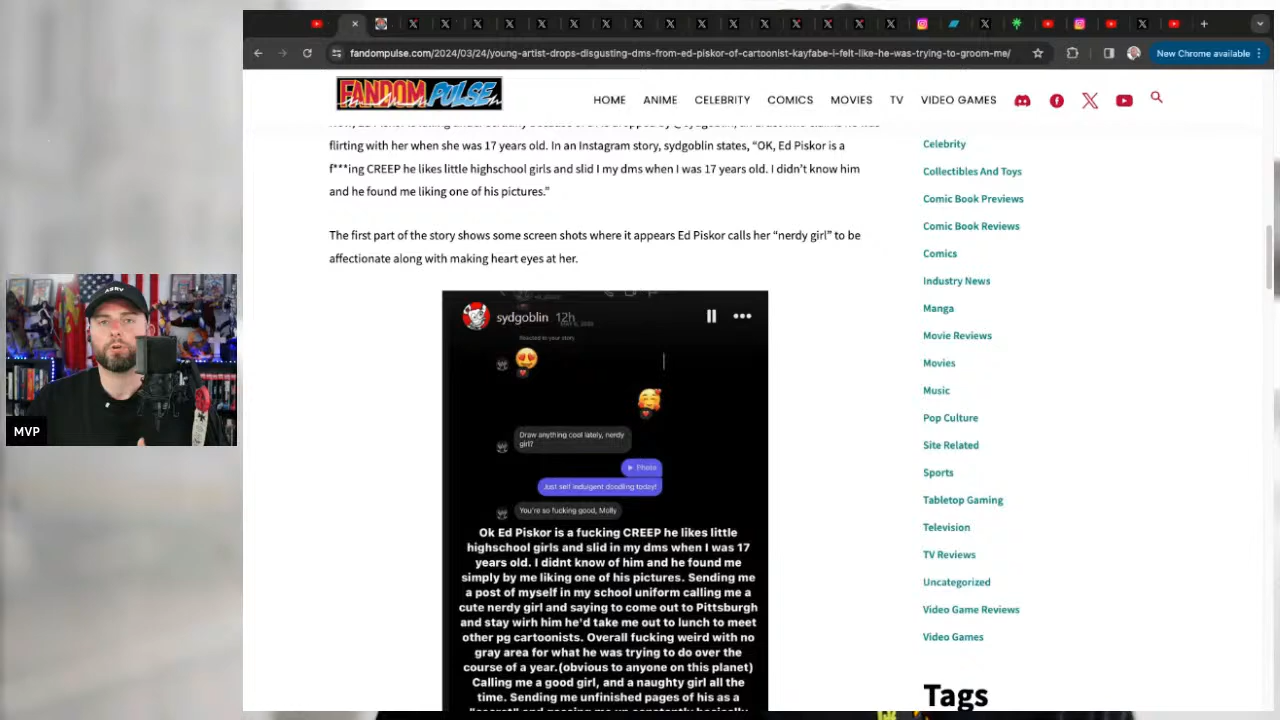 fandompulse.com/2024/03/24/young-artist-drops-disgusting-dms-from-ed-piskor-of-cartoonist-kayfabe-i-felt-like-he-was-trying-to-groom-me/
New Chrome available
FANDOM PULSE
HOME ANIME CELEBRITY COMICS MOVIES TV VIDEO GAMES
flirting with her when she was 17 years old. In an Instagram story, sydgoblin states, “OK, Ed Piskor is a
f***ing CREEP he likes little highschool girls and slid I my dms when I was 17 years old. I didn’t know him
and he found me liking one of his pictures.”
The first part of the story shows some screen shots where it appears Ed Piskor calls her “nerdy girl” to be
affectionate along with making heart eyes at her.
sydgoblin 12h
Reacted to your story
Draw anything cool lately, nerdy
girl?
Photo
Just self indulgent doodling today!
You're so fucking good, Molly
Ok Ed Piskor is a fucking CREEP he likes little
highschool girls and slid in my dms when I was 17
years old. I didnt know of him and he found me
simply by me liking one of his pictures. Sending me
a post of myself in my school uniform calling me a
cute nerdy girl and saying to come out to Pittsburgh
and stay wirh him he'd take me out to lunch to meet
other pg cartoonists. Overall fucking weird with no
gray area for what he was trying to do over the
course of a year.(obvious to anyone on this planet)
Calling me a good girl, and a naughty girl all the
time. Sending me unfinished pages of his as a
Celebrity
Collectibles And Toys
Comic Book Previews
Comic Book Reviews
Comics
Industry News
Manga
Movie Reviews
Movies
Music
Pop Culture
Site Related
Sports
Tabletop Gaming
Television
TV Reviews
Uncategorized
Video Game Reviews
Video Games
Tags
MVP